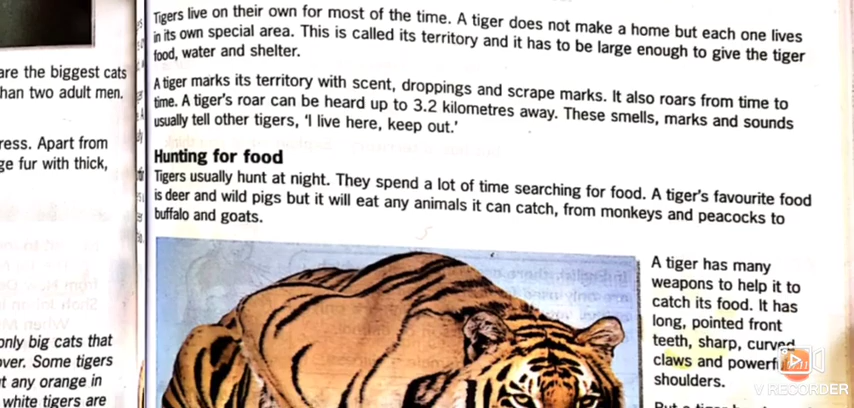 are the biggest cats
han two adult men.
ress. Apart from
ge fur with thick,
only big cats that
over. Some tigers
t any orange in
white tigers are
Tigers live on their own for most of the time. A tiger does not make a home but each one lives
in its own special area. This is called its territory and it has to be large enough to give the tiger
food, water and shelter.
A tiger marks its territory with scent, droppings and scrape marks. It also roars from time to
time. A tiger's roar can be heard up to 3.2 kilometres away. These smells, marks and sounds
usually tell other tigers, 'I live here, keep out.'
Hunting for food
Tigers usually hunt at night. They spend a lot of time searching for food. A tiger's favourite food
is deer and wild pigs but it will eat any animals it can catch, from monkeys and peacocks to
buffalo and goats.
A tiger has many
weapons to help it to
catch its food. It has
long, pointed front
teeth, sharp, curved
claws and powerf
shoulders.
V RECORDER